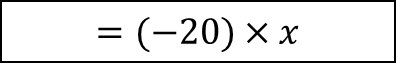 = (−20) × x